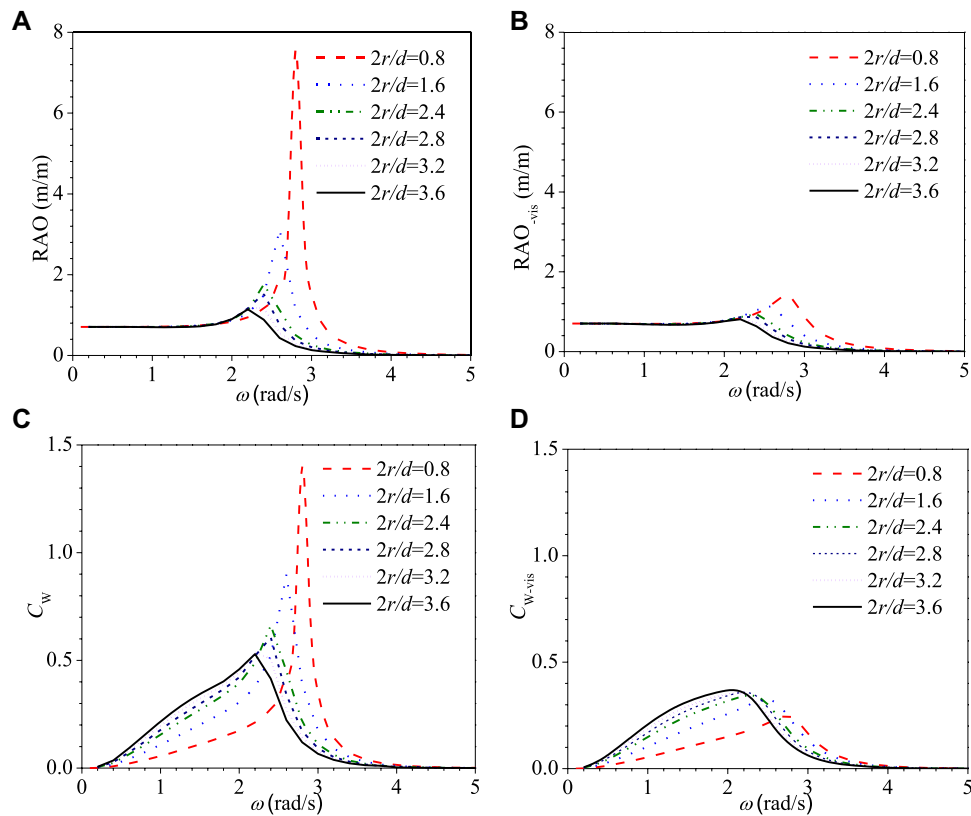 A
RAO (m/m)
8
6
4
2
0
0 1 2 3 4 5
ω (rad/s)
2r/d=0.8
2r/d=1.6
2r/d=2.4
2r/d=2.8
2r/d=3.2
2r/d=3.6
B
RAO-vis (m/m)
8
6
4
2
0
0 1 2 3 4 5
ω (rad/s)
2r/d=0.8
2r/d=1.6
2r/d=2.4
2r/d=2.8
2r/d=3.2
2r/d=3.6
C
CW
1.5
1.0
0.5
0.0
0 1 2 3 4 5
ω (rad/s)
2r/d=0.8
2r/d=1.6
2r/d=2.4
2r/d=2.8
2r/d=3.2
2r/d=3.6
D
CW-vis
1.5
1.0
0.5
0.0
0 1 2 3 4 5
ω (rad/s)
2r/d=0.8
2r/d=1.6
2r/d=2.4
2r/d=2.8
2r/d=3.2
2r/d=3.6